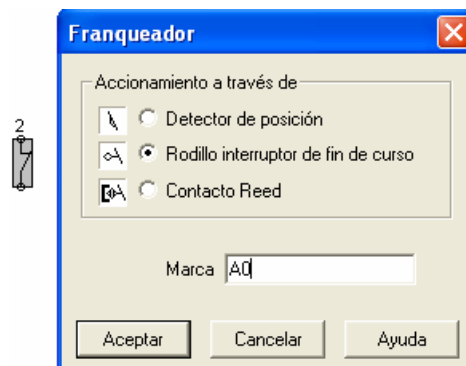 Franqueador
Accionamiento a través de
2
Detector de posición
Rodillo interruptor de fin de curso
Contacto Reed
Marca A0
Aceptar Cancelar Ayuda